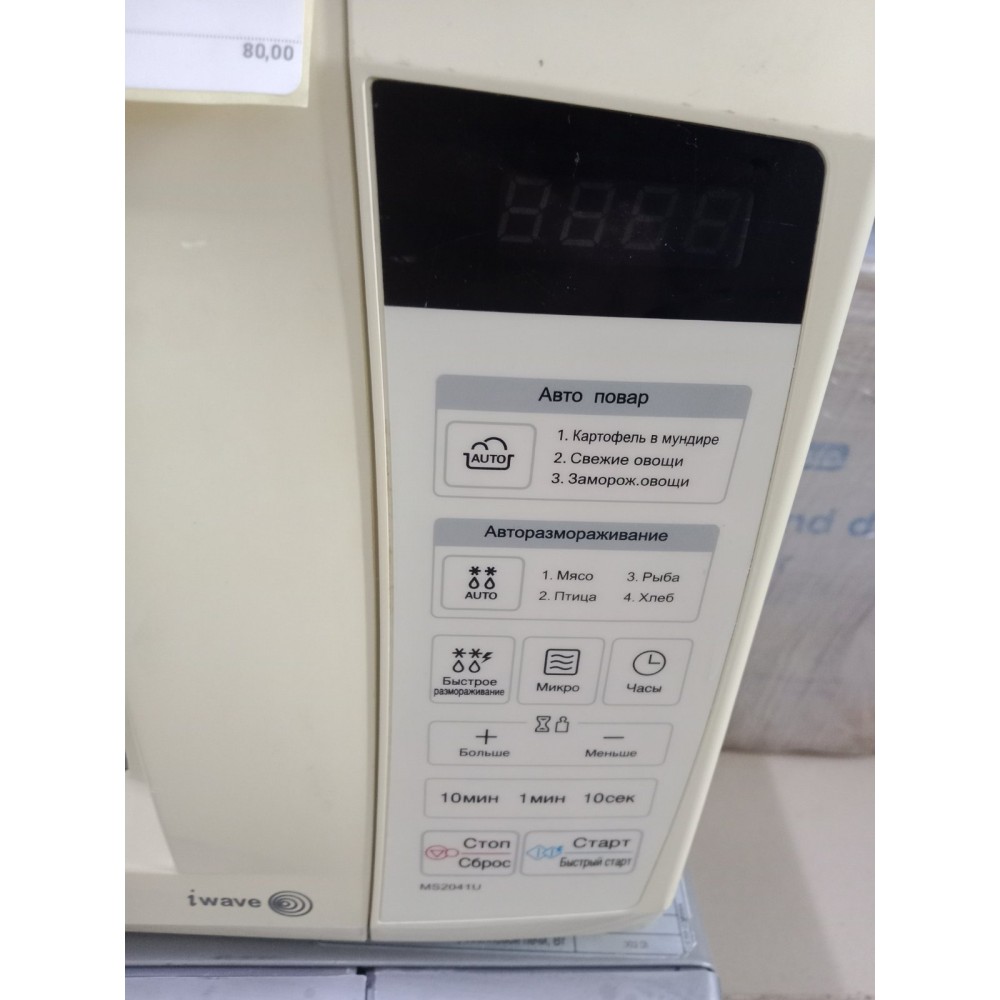 80,00
Авто повар
AUTO
1. Картофель в мундире
2. Свежие овощи
3. Заморож.овощи
Авторазмораживание
AUTO
1. Мясо 3. Рыба
2. Птица 4. Хлеб
Быстрое
размораживание
Микро
Часы
+ −
Больше Меньше
10мин 1мин 10сек
Стоп
Сброс
Старт
Быстрый старт
MS2041U
iwave